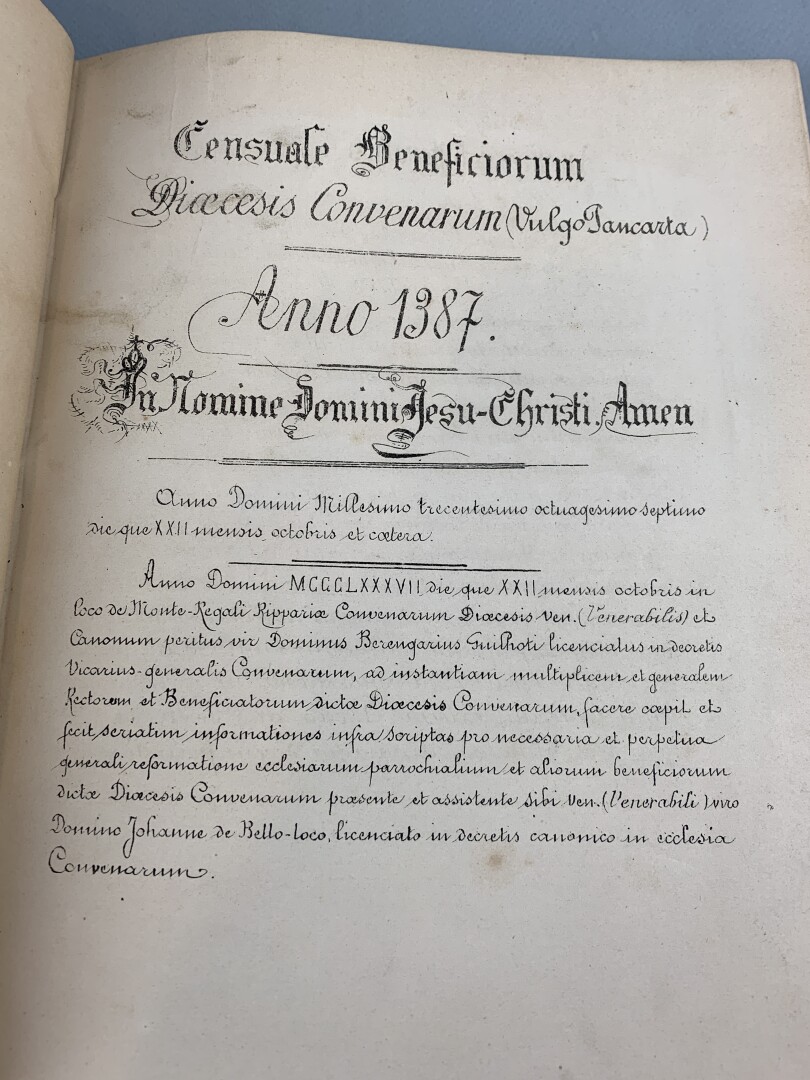 Censuale Beneficiorum
Diœcesis Convenarum (Vulgo Pancarta)
Anno 1387.
In Nomine Domini Jesu-Christi. Amen
Anno Domini Millesimo trecentesimo octuagesimo septimo
die que XXII mensis octobris et cœtera.
Anno Domini MCCCLXXXVII die que XXII mensis octobris in
loco de Monte-Regali Rippariæ Convenarum Diœcesis Ven. (Venerabilis) et
Canonum peritus vir Dominus Berengarius Guilhoti licencialus in decretis
Vicarius-generalis Convenarum, ad instantiam multiplicem et generalem
Rectorum et Beneficiatorum dictæ Diœcesis Convenarum, facere cœpit et
fecit seriatim informationes infra scriptas pro necessaria et perpetua
generali reformatione ecclesiarum parrochialium et aliorum beneficiorum
dictæ Diœcesis Convenarum præsente et assistente sibi Ven. (Venerabili) viro
Domino Johanne de Bello-loco, licenciato in decretis canonico in ecclesia
Convenarum.